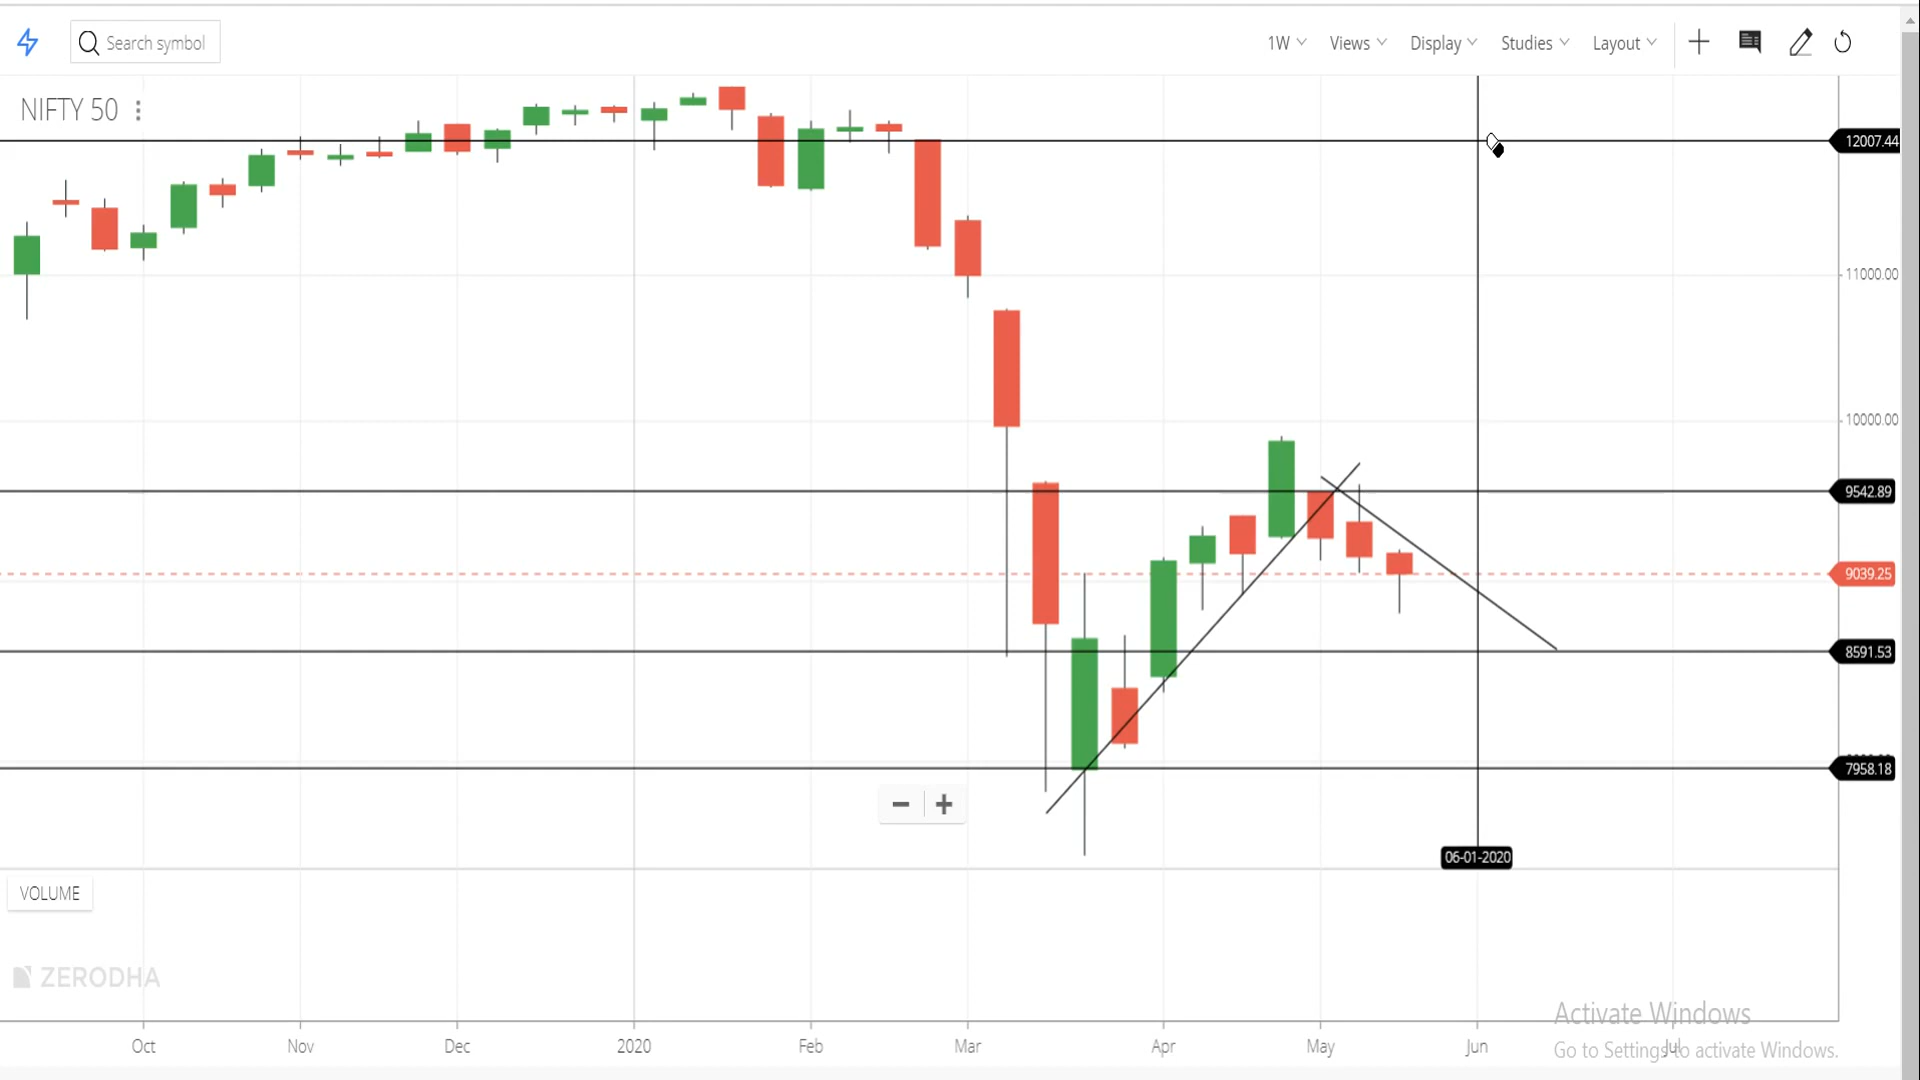 Search symbol
1W Views Display Studies Layout
NIFTY 50
12007.44
11000.00
10000.00
9542.89
9039.25
8591.53
7958.18
06-01-2020
VOLUME
ZERODHA
Activate Windows
Go to Settings to activate Windows.
Oct Nov Dec 2020 Feb Mar Apr May Jun Jul